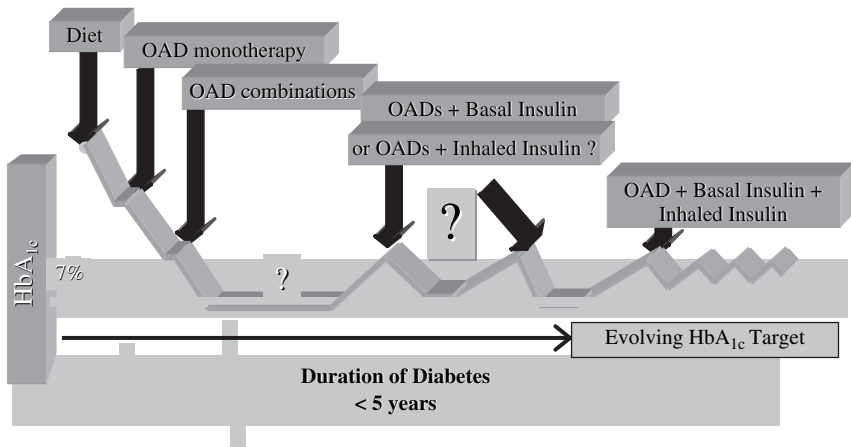 Diet
OAD monotherapy
OAD combinations
OADs + Basal Insulin
or OADs + Inhaled Insulin ?
?
OAD + Basal Insulin +
Inhaled Insulin
HbA1c
7%
?
Evolving HbA1c Target
Duration of Diabetes
< 5 years